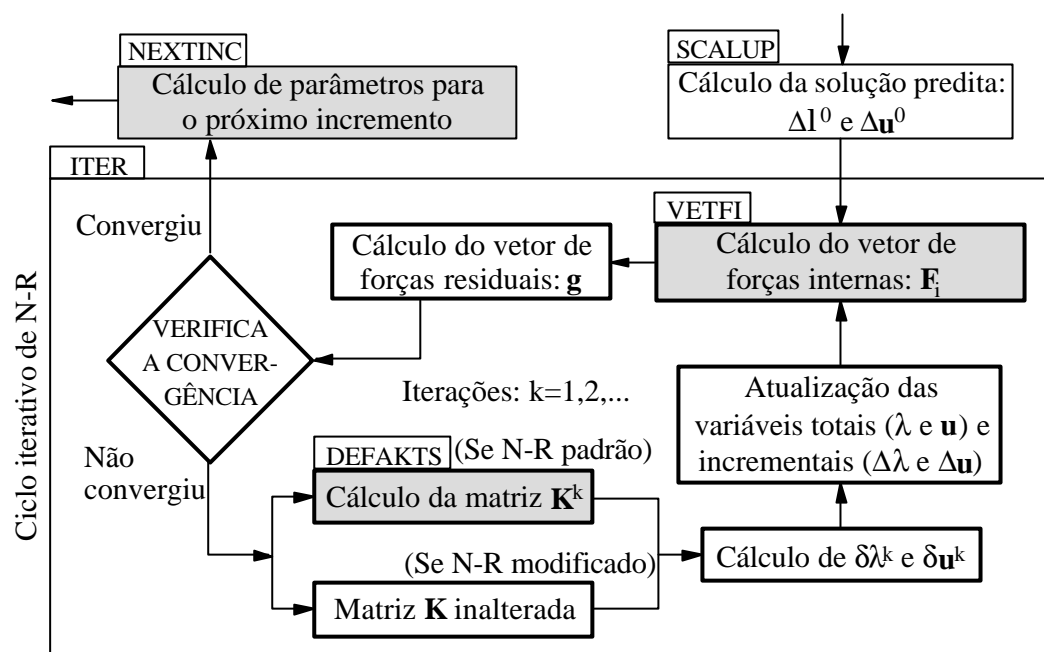 NEXTINC
Cálculo de parâmetros para
o próximo incremento
SCALUP
Cálculo da solução predita:
Δl⁰ e Δu⁰
ITER
Ciclo iterativo de N-R
Convergiu
VERIFICA
A CONVER-
GÊNCIA
Não
convergiu
Cálculo do vetor de
forças residuais: g
VETFI
Cálculo do vetor de
forças internas: Fᵢ
Iterações: k=1,2,...
Atualização das
variáveis totais (λ e u) e
incrementais (Δλ e Δu)
DEFAKTS
(Se N-R padrão)
Cálculo da matriz Kᵏ
(Se N-R modificado)
Matriz K inalterada
Cálculo de δλᵏ e δuᵏ